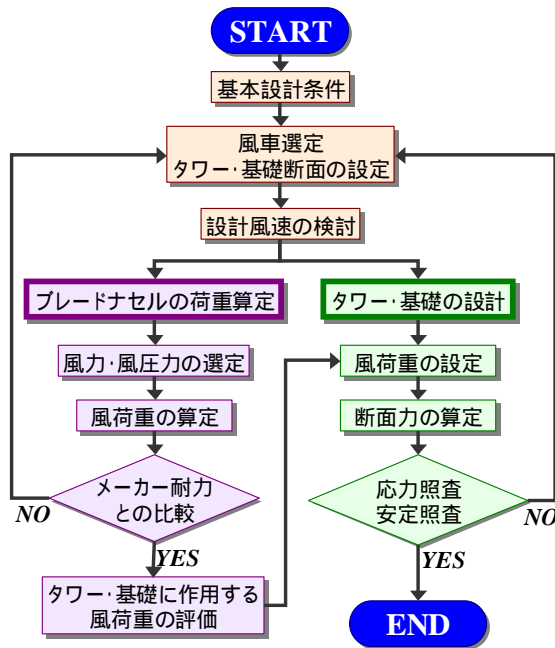 START
基本設計条件
風車選定
タワー･基礎断面の設定
設計風速の検討
ブレードナセルの荷重算定
タワー･基礎の設計
風力･風圧力の選定
風荷重の設定
風荷重の算定
断面力の算定
メーカー耐力
との比較
応力照査
安定照査
NO
NO
YES
YES
タワー･基礎に作用する
風荷重の評価
END